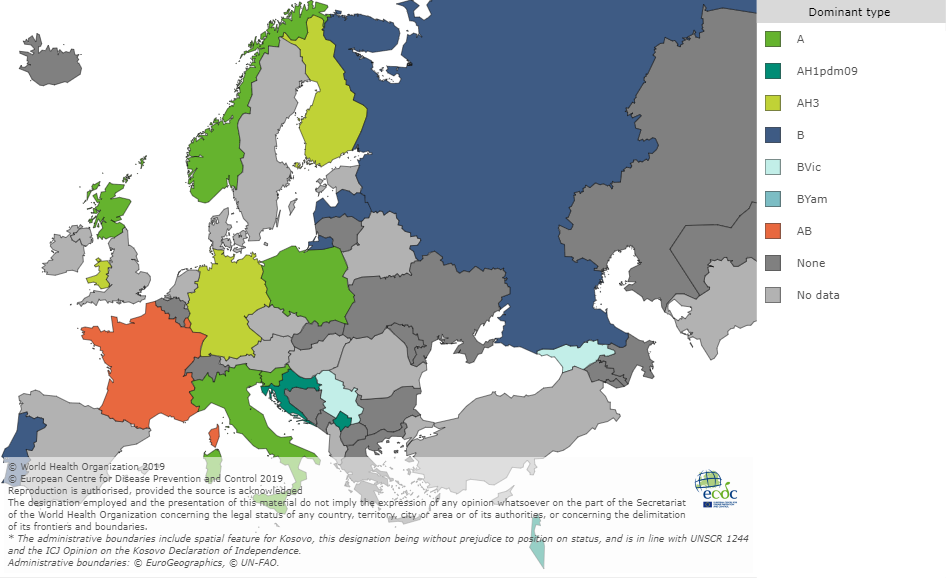 Dominant type
A
AH1pdm09
AH3
B
BVic
BYam
AB
None
No data
© World Health Organization 2019
© European Centre for Disease Prevention and Control 2019
Reproduction is authorised, provided the source is acknowledged
The designation employed and the presentation of this material do not imply the expression of any opinion whatsoever on the part of the Secretariat
of the World Health Organization concerning the legal status of any country, territory, city or area or of its authorities, or concerning the delimitation
of its frontiers and boundaries.
* The administrative boundaries include spatial feature for Kosovo, this designation being without prejudice to position on status, and is in line with UNSCR 1244
and the ICJ Opinion on the Kosovo Declaration of Independence.
Administrative boundaries: © EuroGeographics, © UN-FAO.
ecdc